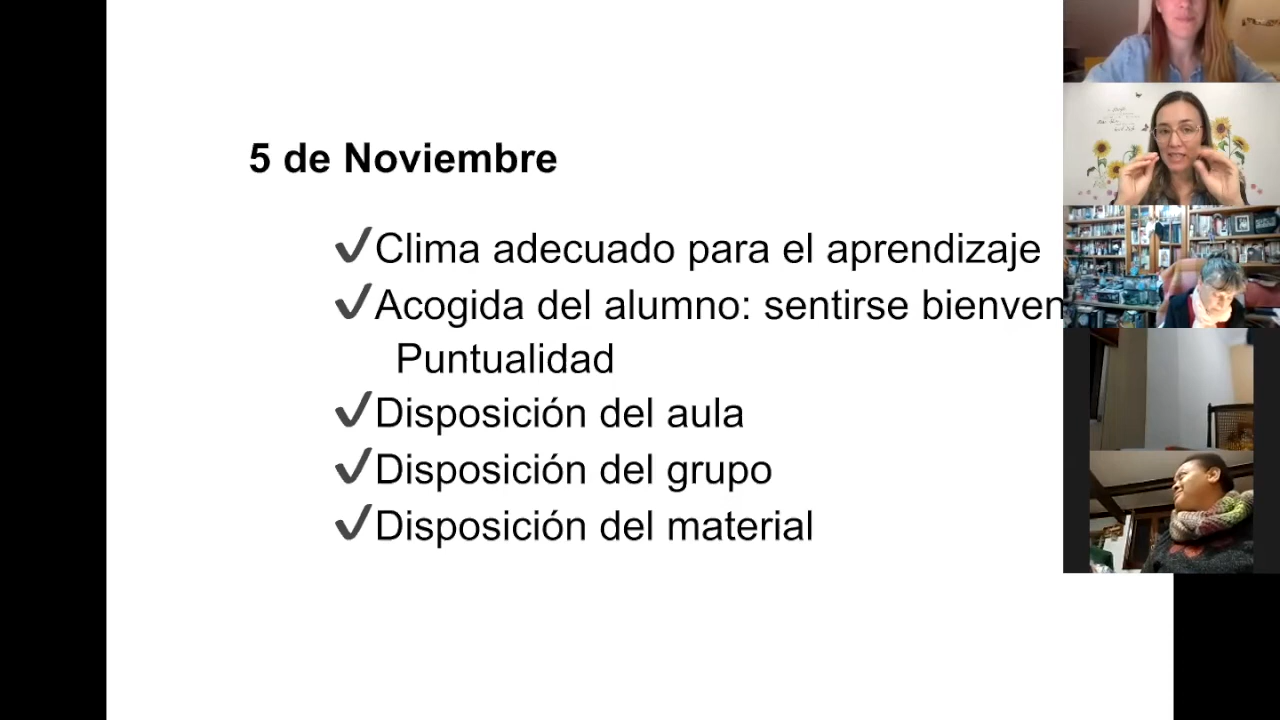 5 de Noviembre
✔Clima adecuado para el aprendizaje
✔Acogida del alumno: sentirse bienven
Puntualidad
✔Disposición del aula
✔Disposición del grupo
✔Disposición del material